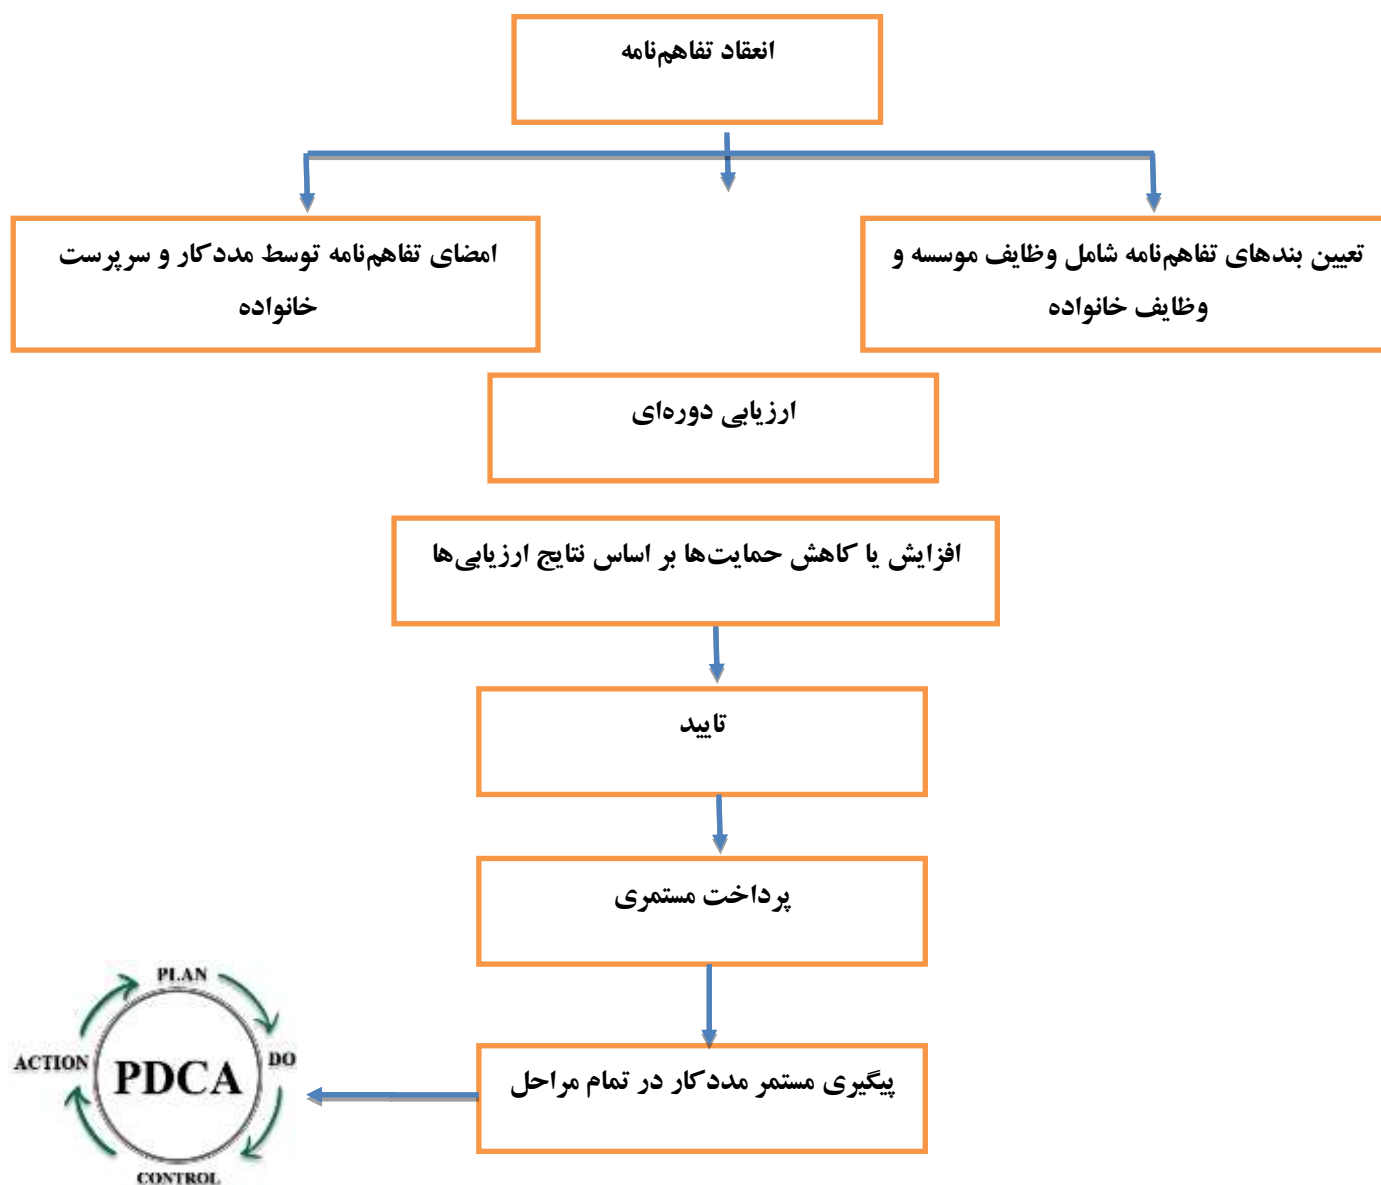 انعقاد تفاهم‌نامه
تعیین بندهای تفاهم‌نامه شامل وظایف موسسه و
وظایف خانواده
امضای تفاهم‌نامه توسط مددکار و سرپرست
خانواده
ارزیابی دوره‌ای
افزایش یا کاهش حمایت‌ها بر اساس نتایج ارزیابی‌ها
تایید
پرداخت مستمری
پیگیری مستمر مددکار در تمام مراحل
PLAN
ACTION
PDCA
DO
CONTROL